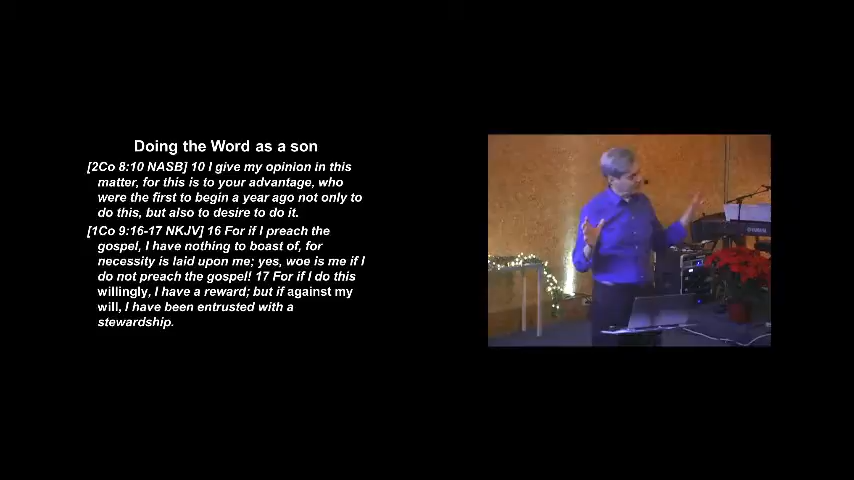 Doing the Word as a son
[2Co 8:10 NASB] 10 I give my opinion in this
matter, for this is to your advantage, who
were the first to begin a year ago not only to
do this, but also to desire to do it.
[1Co 9:16-17 NKJV] 16 For if I preach the
gospel, I have nothing to boast of, for
necessity is laid upon me; yes, woe is me if I
do not preach the gospel! 17 For if I do this
willingly, I have a reward; but if against my
will, I have been entrusted with a
stewardship.